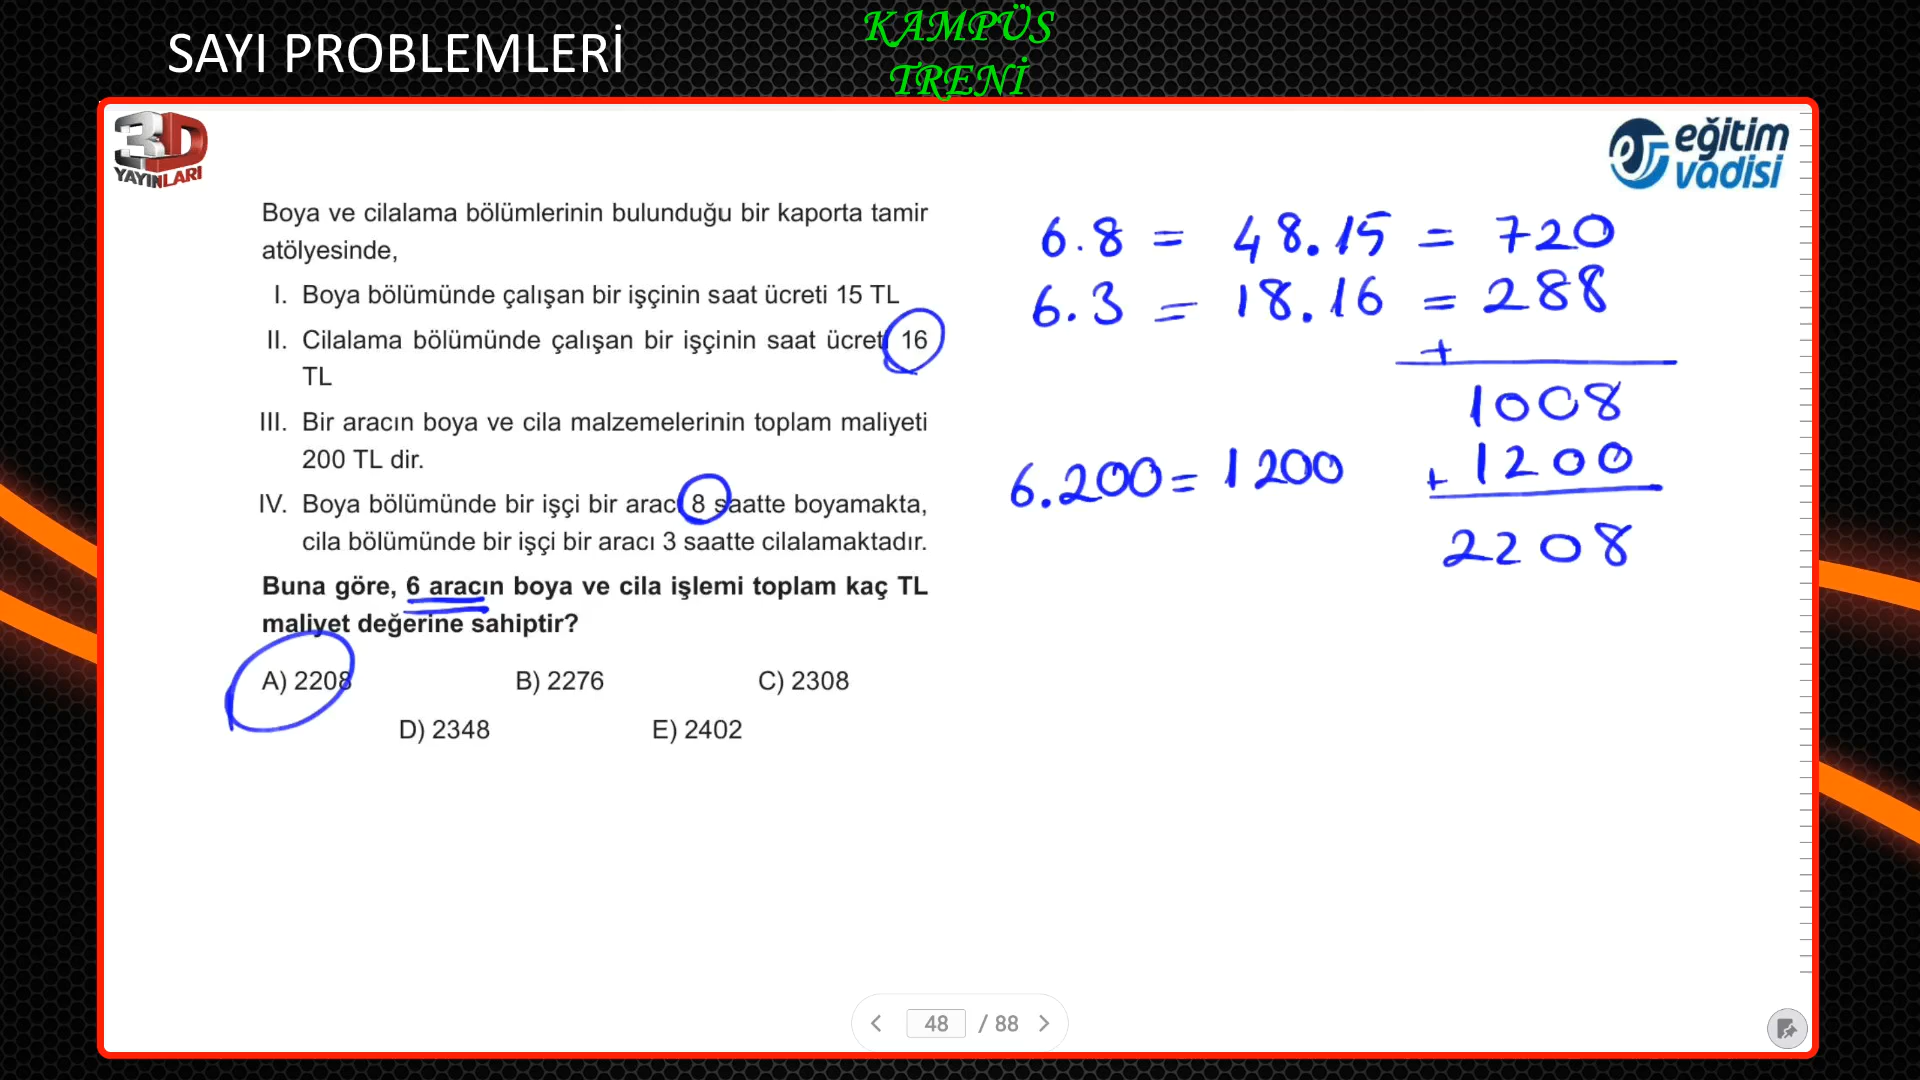 SAYI PROBLEMLERİ
KAMPÜS
TRENİ
3D
YAYINLARI
eğitim
vadisi
Boya ve cilalama bölümlerinin bulunduğu bir kaporta tamir
atölyesinde,
I. Boya bölümünde çalışan bir işçinin saat ücreti 15 TL
II. Cilalama bölümünde çalışan bir işçinin saat ücreti 16
TL
III. Bir aracın boya ve cila malzemelerinin toplam maliyeti
200 TL dir.
IV. Boya bölümünde bir işçi bir aracı 8 saatte boyamakta,
cila bölümünde bir işçi bir aracı 3 saatte cilalamaktadır.
Buna göre, 6 aracın boya ve cila işlemi toplam kaç TL
maliyet değerine sahiptir?
A) 2208 B) 2276 C) 2308
D) 2348 E) 2402
6.8 = 48.15 = 720
6.3 = 18.16 = 288
+
1008
6.200 = 1200
+ 1200
2208
48 / 88